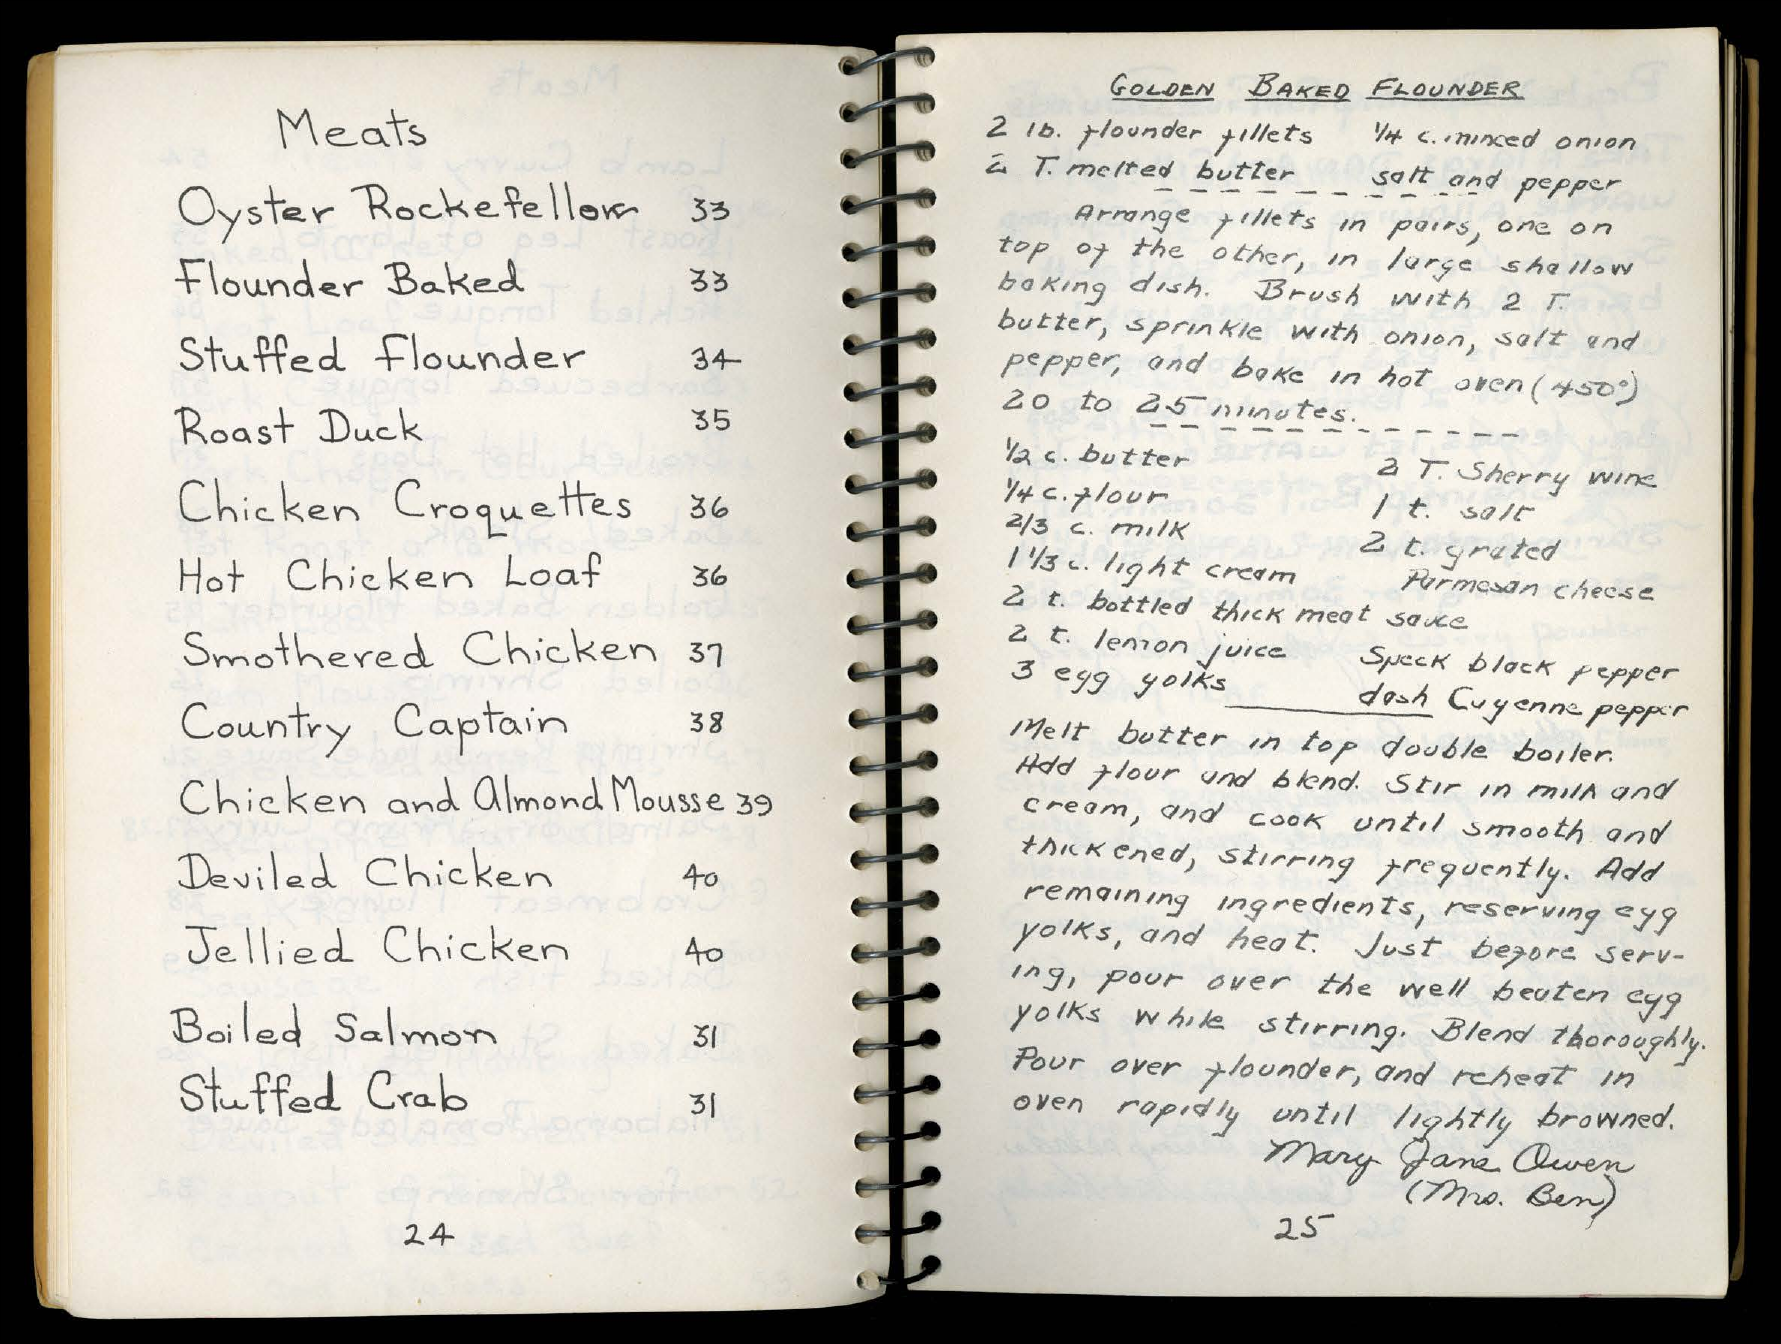 Meats
Oyster Rockefeller 33
Flounder Baked 33
Stuffed Flounder 34
Roast Duck 35
Chicken Croquettes 36
Hot Chicken Loaf 36
Smothered Chicken 37
Country Captain 38
Chicken and Almond Mousse 39
Deviled Chicken 40
Jellied Chicken 40
Boiled Salmon 31
Stuffed Crab 31
24
GOLDEN BAKED FLOUNDER
2 lb. flounder fillets 1/4 c. minced onion
2 T. melted butter salt and pepper
Arrange fillets in pairs, one on
top of the other, in large shallow
baking dish. Brush with 2 T.
butter, sprinkle with onion, salt and
pepper, and bake in hot oven (450°)
20 to 25 minutes.
1/2 c. butter 2 T. Sherry wine
1/4 c. flour 1 t. salt
2/3 c. milk 2 t. grated
1 1/3 c. light cream Parmesan cheese
2 t. bottled thick meat sauce
2 t. lemon juice Speck black pepper
3 egg yolks dash Cayenne pepper
Melt butter in top double boiler.
Add flour and blend. Stir in milk and
cream, and cook until smooth and
thickened, stirring frequently. Add
remaining ingredients, reserving egg
yolks, and heat. Just before serv-
ing, pour over the well beaten egg
yolks while stirring. Blend thoroughly.
Pour over flounder, and reheat in
oven rapidly until lightly browned.
Mary Jane Owen
(Mrs. Ben)
25